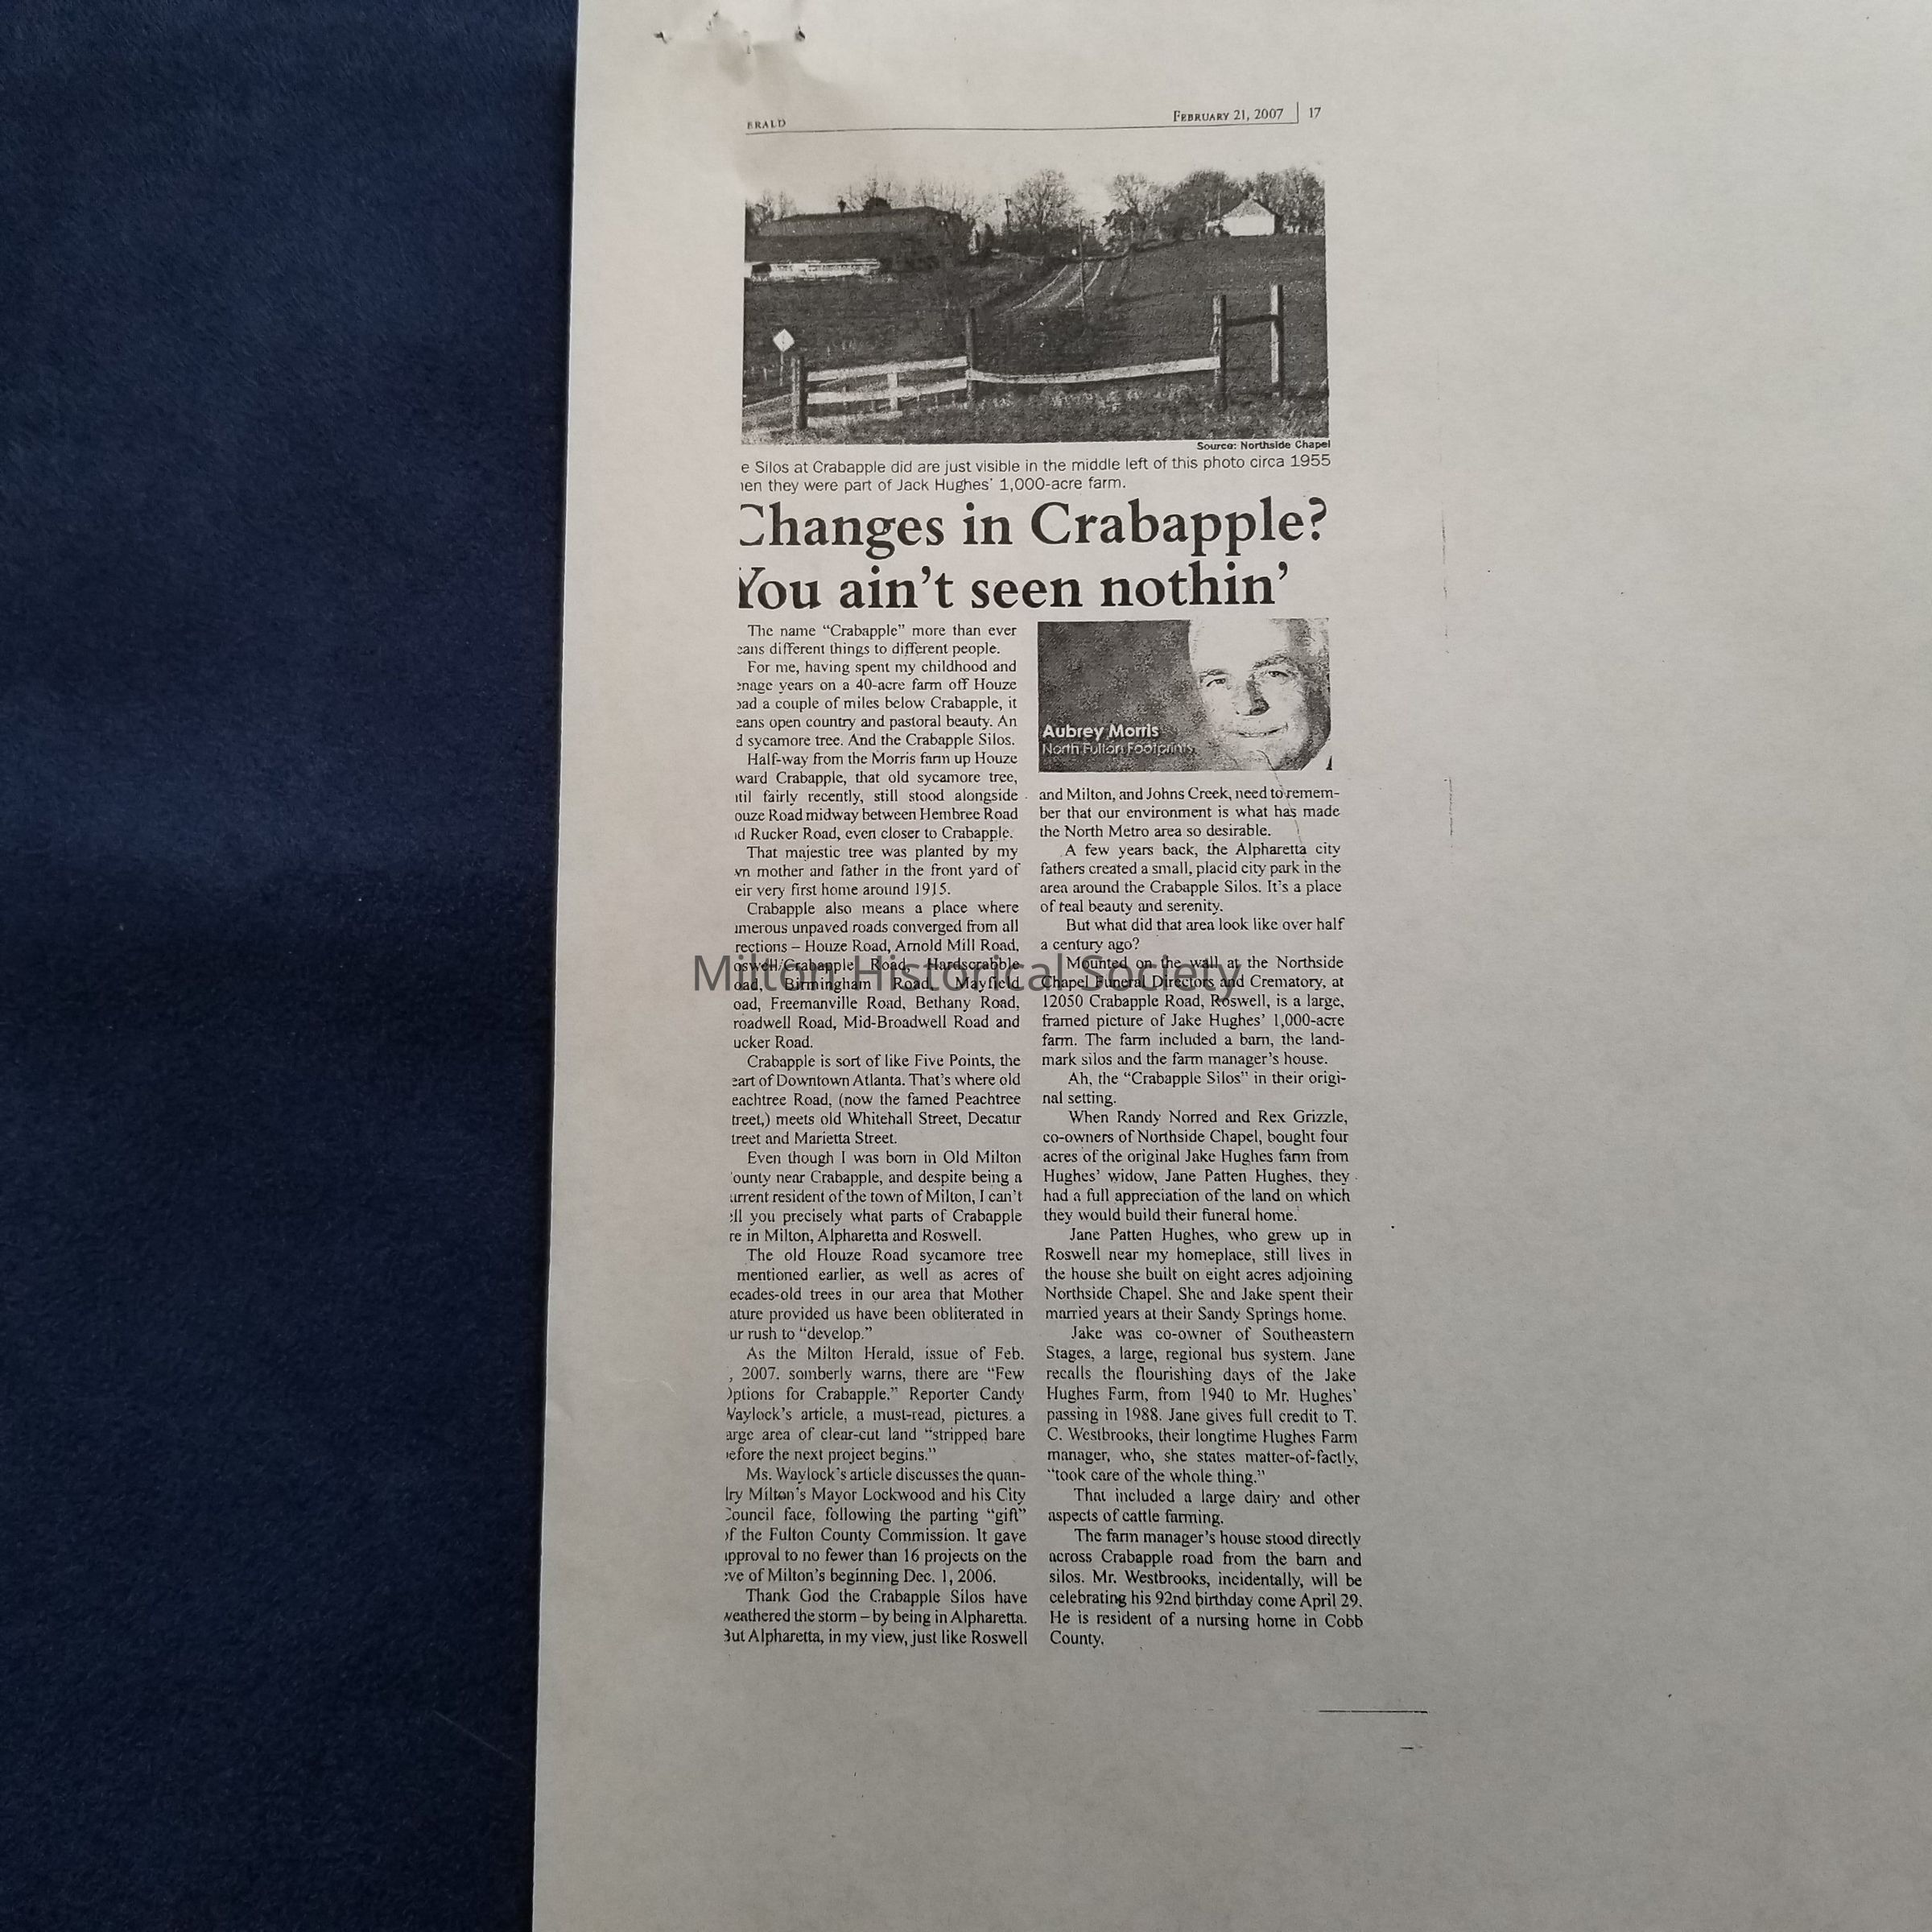 ERALD
FEBRUARY 21, 2007 | 17
Source: Northside Chapel
e Silos at Crabapple did are just visible in the middle left of this photo circa 1955
en they were part of Jack Hughes' 1,000-acre farm.
Changes in Crabapple?
You ain't seen nothin'
The name "Crabapple" more than ever
eans different things to different people.
For me, having spent my childhood and
enage years on a 40-acre farm off Houze
oad a couple of miles below Crabapple, it
eans open country and pastoral beauty. An
d sycamore tree. And the Crabapple Silos.
Half-way from the Morris farm up Houze
ward Crabapple, that old sycamore tree,
til fairly recently, still stood alongside
ouze Road midway between Hembree Road
d Rucker Road, even closer to Crabapple.
That majestic tree was planted by my
wn mother and father in the front yard of
eir very first home around 1915.
Crabapple also means a place where
merous unpaved roads converged from all
rections – Houze Road, Arnold Mill Road,
oswell/Crabapple Road, Hardscrabble
oad, Birmingham Road, Mayfield
oad, Freemanville Road, Bethany Road,
roadwell Road, Mid-Broadwell Road and
ucker Road.
Crabapple is sort of like Five Points, the
eart of Downtown Atlanta. That's where old
eachtree Road, (now the famed Peachtree
treet,) meets old Whitehall Street, Decatur
treet and Marietta Street.
Even though I was born in Old Milton
ounty near Crabapple, and despite being a
urrent resident of the town of Milton, I can't
ell you precisely what parts of Crabapple
re in Milton, Alpharetta and Roswell.
The old Houze Road sycamore tree
mentioned earlier, as well as acres of
ecades-old trees in our area that Mother
ature provided us have been obliterated in
ur rush to "develop."
As the Milton Herald, issue of Feb.
, 2007. somberly warns, there are "Few
Options for Crabapple." Reporter Candy
Waylock's article, a must-read, pictures a
arge area of clear-cut land "stripped bare
efore the next project begins."
Ms. Waylock's article discusses the quan-
dry Milton's Mayor Lockwood and his City
Council face, following the parting "gift"
of the Fulton County Commission. It gave
approval to no fewer than 16 projects on the
eve of Milton's beginning Dec. 1, 2006.
Thank God the Crabapple Silos have
weathered the storm – by being in Alpharetta.
But Alpharetta, in my view, just like Roswell
Aubrey Morris
North Fulton Footprints
and Milton, and Johns Creek, need to remem-
ber that our environment is what has made
the North Metro area so desirable.
A few years back, the Alpharetta city
fathers created a small, placid city park in the
area around the Crabapple Silos. It's a place
of real beauty and serenity.
But what did that area look like over half
a century ago?
Mounted on the wall at the Northside
Chapel Funeral Directors and Crematory, at
12050 Crabapple Road, Roswell, is a large,
framed picture of Jake Hughes' 1,000-acre
farm. The farm included a barn, the land-
mark silos and the farm manager's house.
Ah, the "Crabapple Silos" in their origi-
nal setting.
When Randy Norred and Rex Grizzle,
co-owners of Northside Chapel, bought four
acres of the original Jake Hughes farm from
Hughes' widow, Jane Patten Hughes, they
had a full appreciation of the land on which
they would build their funeral home.
Jane Patten Hughes, who grew up in
Roswell near my homeplace, still lives in
the house she built on eight acres adjoining
Northside Chapel. She and Jake spent their
married years at their Sandy Springs home.
Jake was co-owner of Southeastern
Stages, a large, regional bus system. Jane
recalls the flourishing days of the Jake
Hughes Farm, from 1940 to Mr. Hughes'
passing in 1988. Jane gives full credit to T.
C. Westbrooks, their longtime Hughes Farm
manager, who, she states matter-of-factly,
"took care of the whole thing."
That included a large dairy and other
aspects of cattle farming.
The farm manager's house stood directly
across Crabapple road from the barn and
silos. Mr. Westbrooks, incidentally, will be
celebrating his 92nd birthday come April 29.
He is resident of a nursing home in Cobb
County.
Milton Historical Society